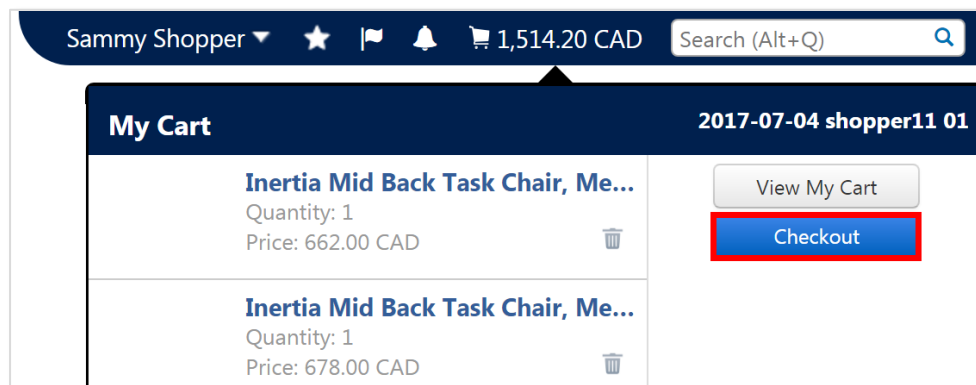 Sammy Shopper 1,514.20 CAD Search (Alt+Q)
My Cart 2017-07-04 shopper11 01
Inertia Mid Back Task Chair, Me...
Quantity: 1
Price: 662.00 CAD
View My Cart
Checkout
Inertia Mid Back Task Chair, Me...
Quantity: 1
Price: 678.00 CAD